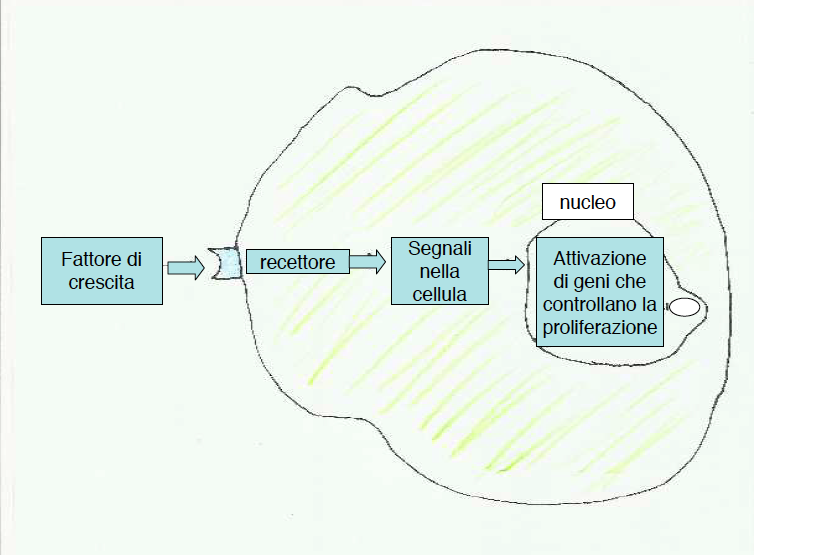 Fattore di
crescita
recettore
Segnali
nella
cellula
nucleo
Attivazione
di geni che
controllano la
proliferazione